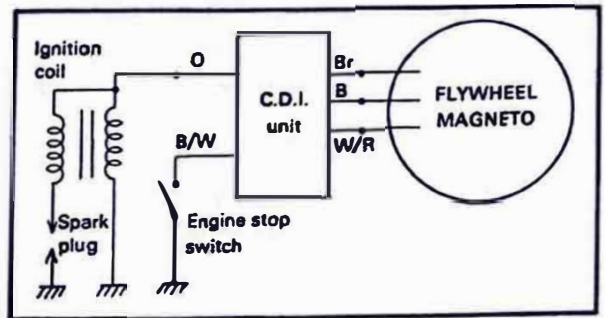 Ignition
coil
O
Br
B
W/R
C.D.I.
unit
FLYWHEEL
MAGNETO
B/W
Spark
plug
Engine stop
switch